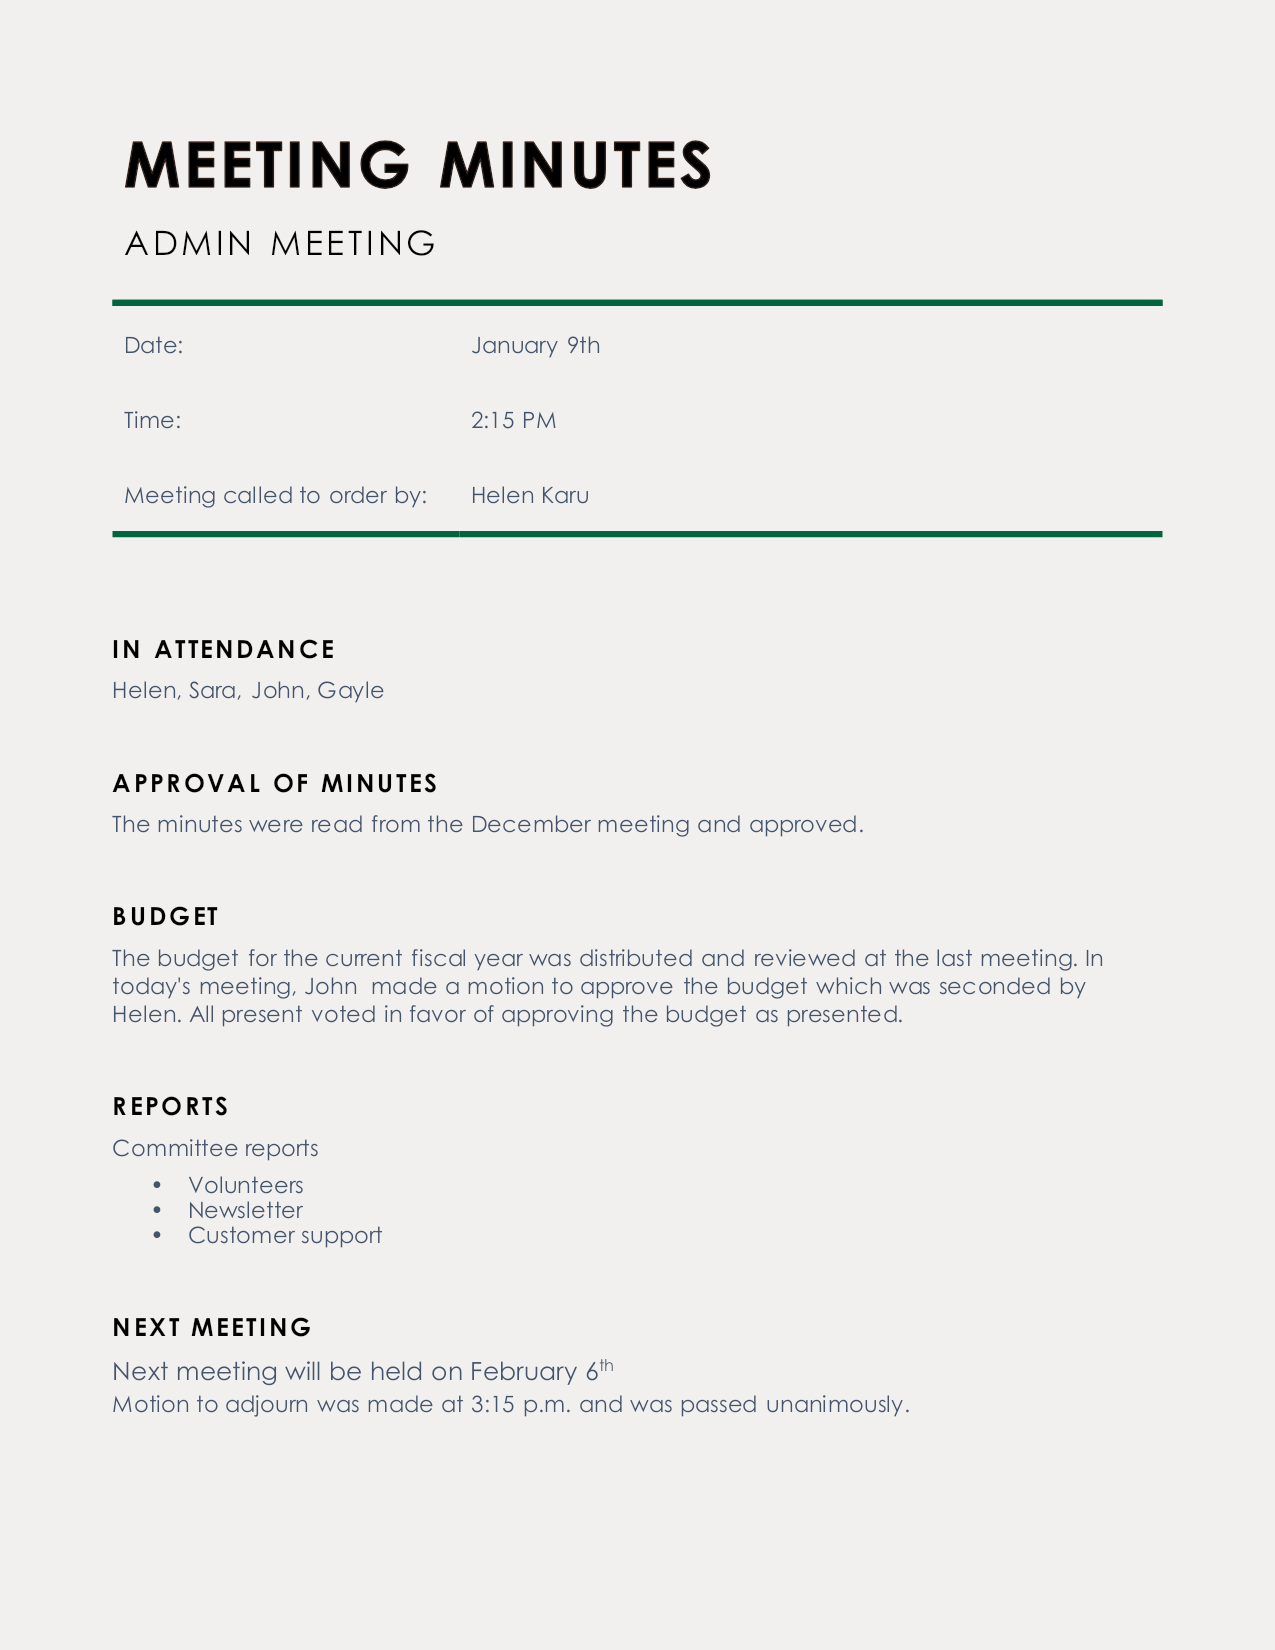 MEETING MINUTES
ADMIN MEETING
Date: January 9th
Time: 2:15 PM
Meeting called to order by: Helen Karu
IN ATTENDANCE
Helen, Sara, John, Gayle
APPROVAL OF MINUTES
The minutes were read from the December meeting and approved.
BUDGET
The budget for the current fiscal year was distributed and reviewed at the last meeting. In
today's meeting, John made a motion to approve the budget which was seconded by
Helen. All present voted in favor of approving the budget as presented.
REPORTS
Committee reports
• Volunteers
• Newsletter
• Customer support
NEXT MEETING
Next meeting will be held on February 6th
Motion to adjourn was made at 3:15 p.m. and was passed unanimously.